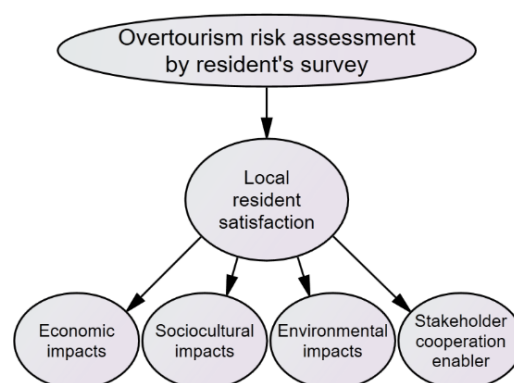 Overtourism risk assessment
by resident's survey
Local
resident
satisfaction
Economic
impacts
Sociocultural
impacts
Environmental
impacts
Stakeholder
cooperation
enabler